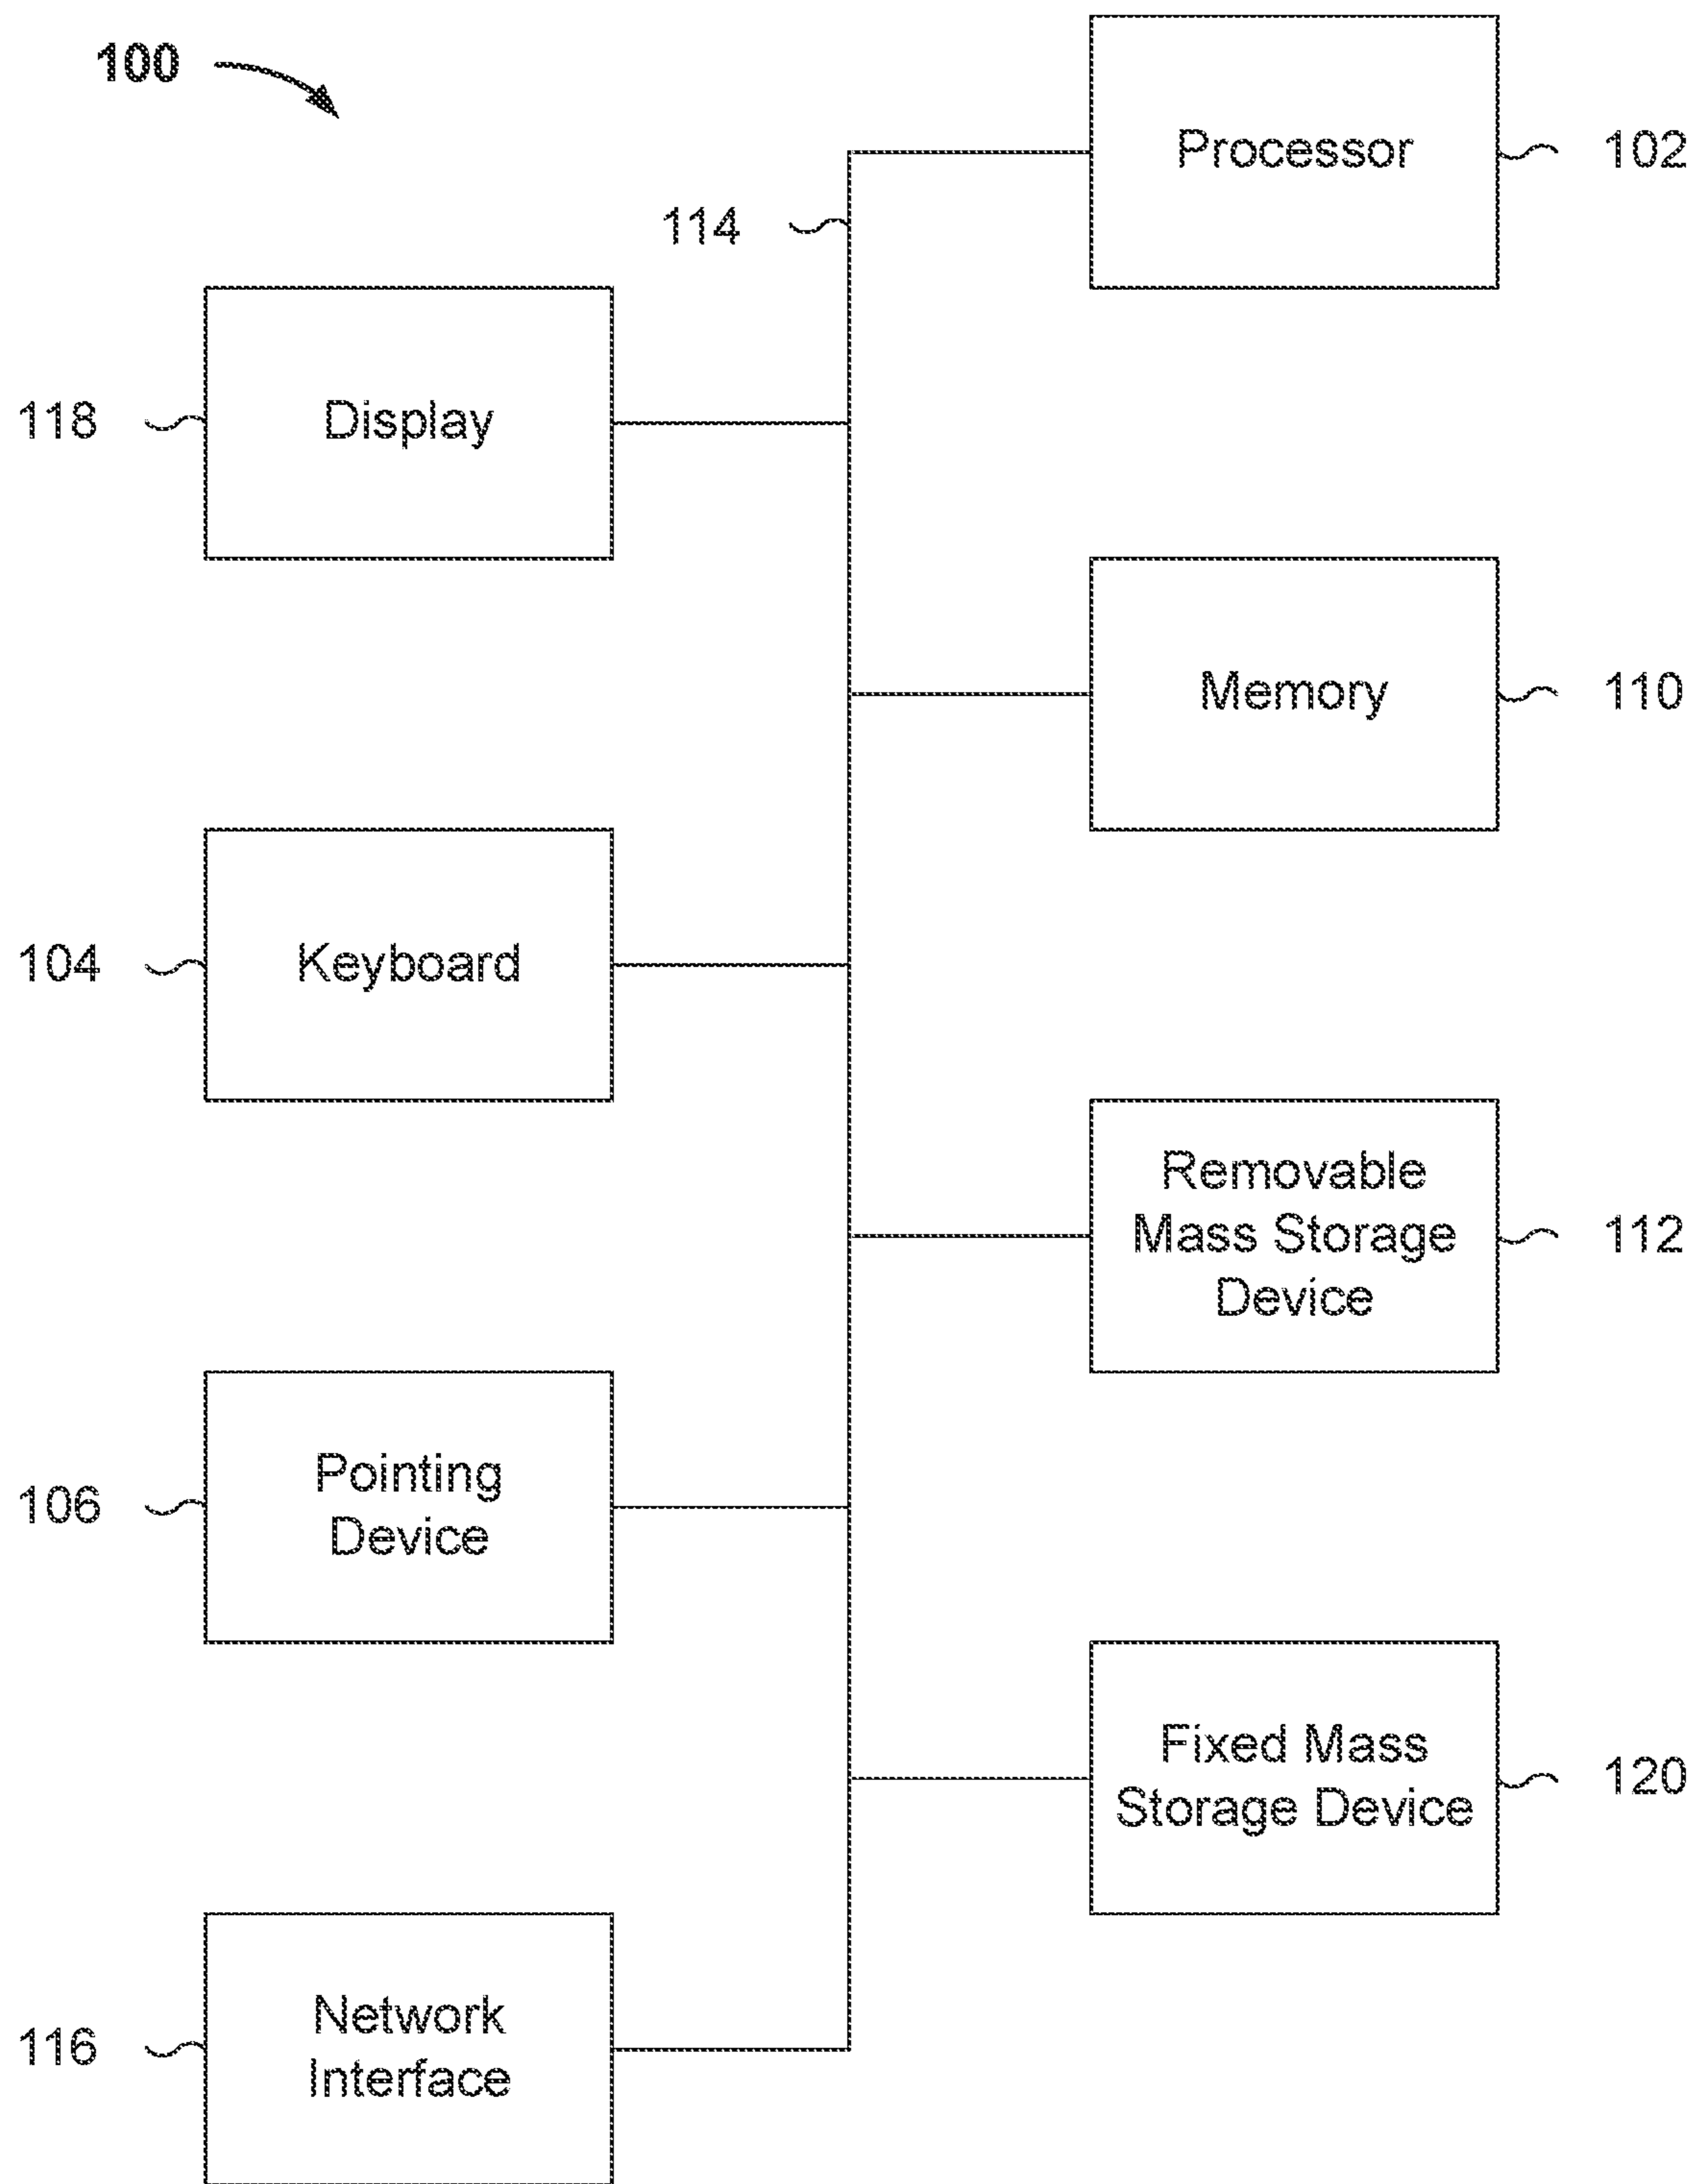 100
Processor
102
114
118
Display
Memory
110
104
Keyboard
Removable
Mass Storage
Device
112
106
Pointing
Device
Fixed Mass
Storage Device
120
116
Network
Interface